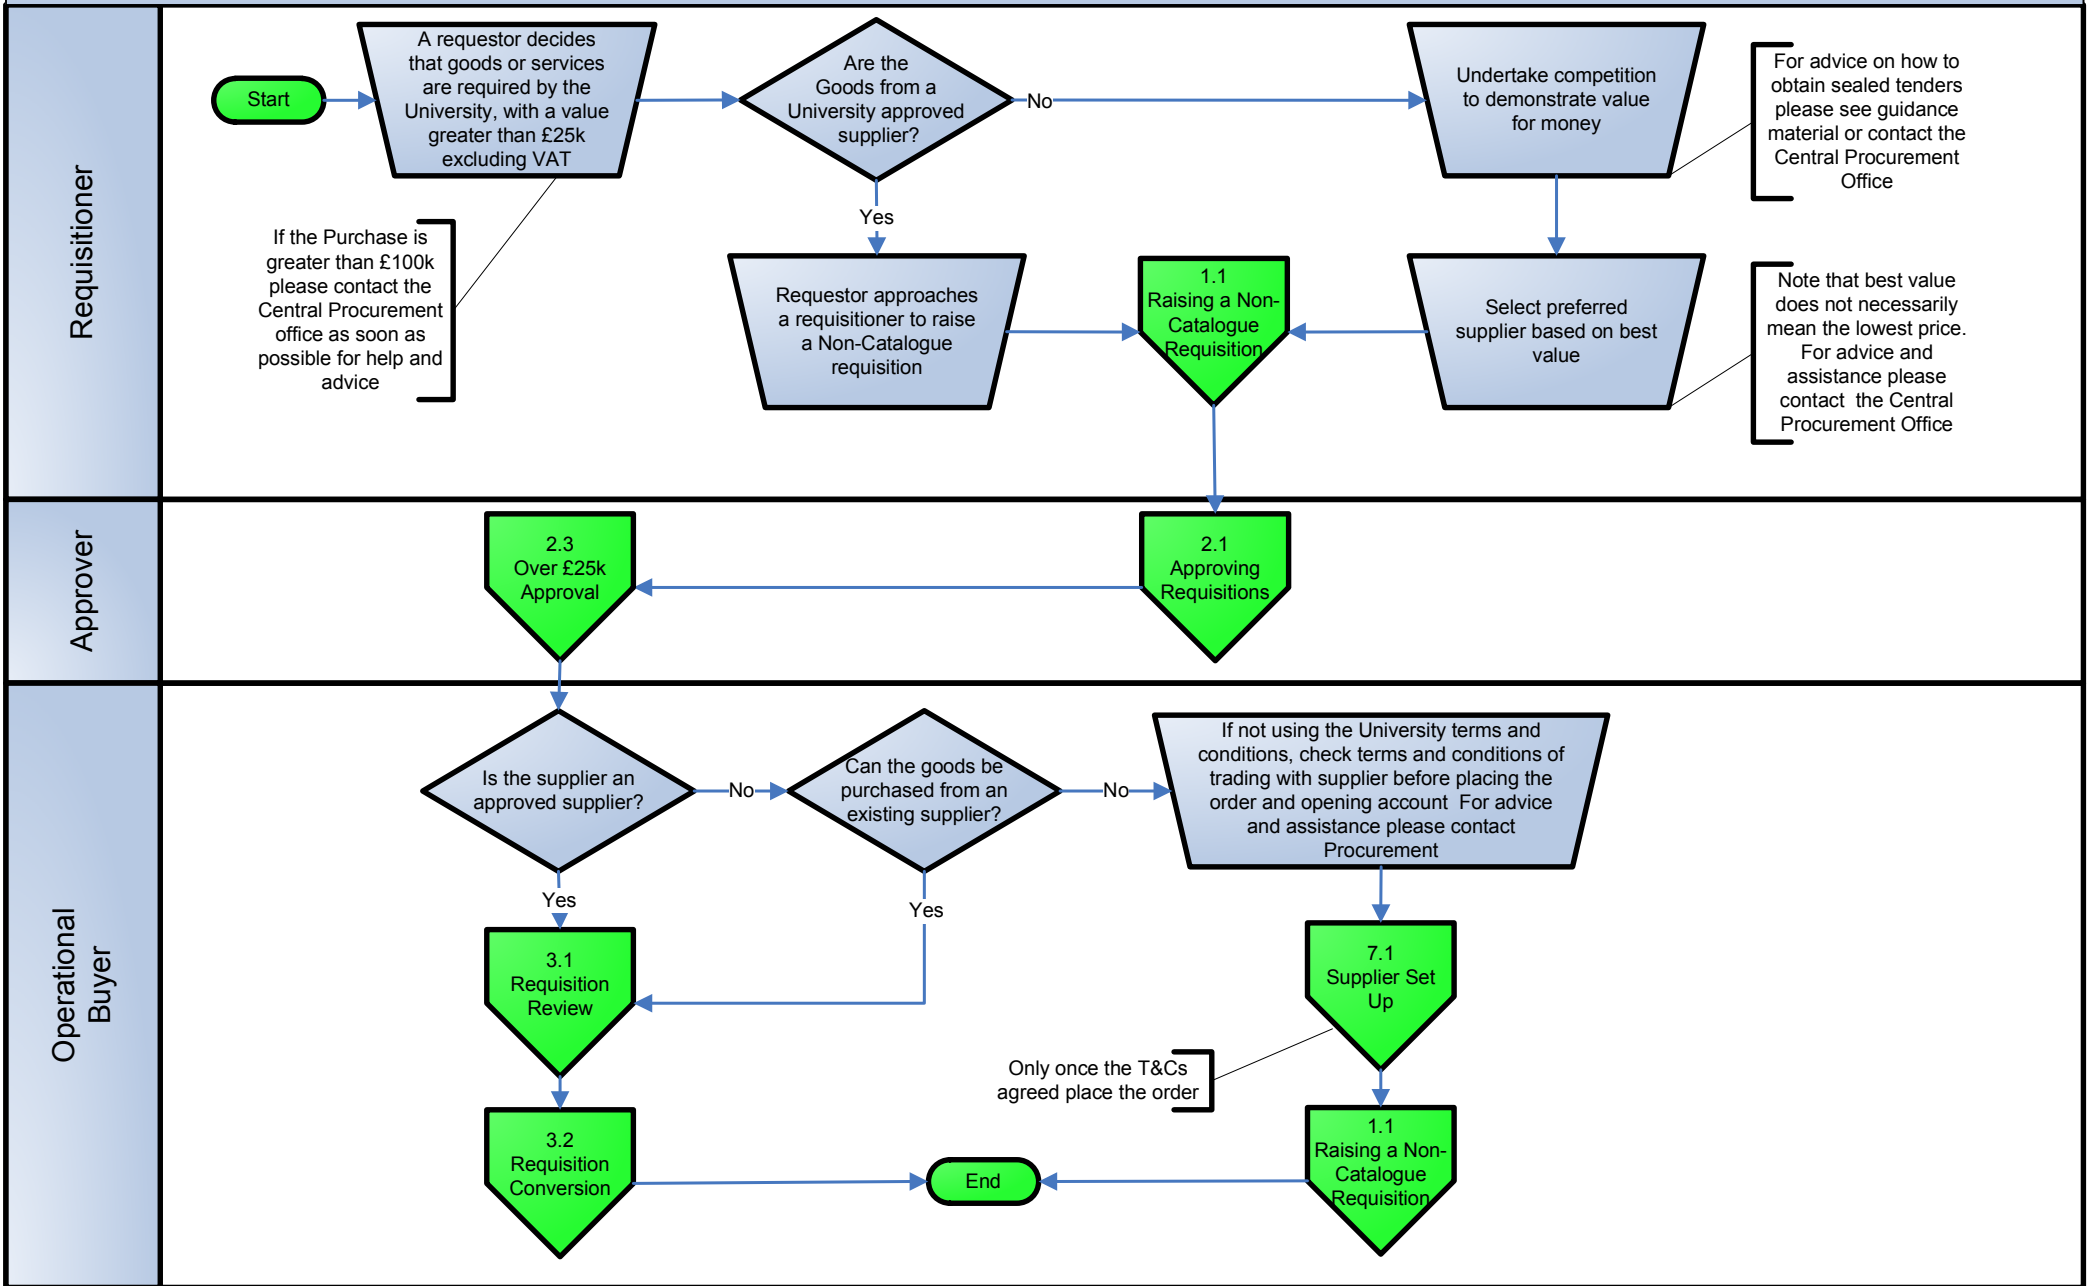 Requisitioner
Start
A requestor decides
that goods or services
are required by the
University, with a value
greater than £25k
excluding VAT
Are the
Goods from a
University approved
supplier?
No
Undertake competition
to demonstrate value
for money
For advice on how to
obtain sealed tenders
please see guidance
material or contact the
Central Procurement
Office
If the Purchase is
greater than £100k
please contact the
Central Procurement
office as soon as
possible for help and
advice
Yes
Requestor approaches
a requisitioner to raise
a Non-Catalogue
requisition
1.1
Raising a Non-
Catalogue
Requisition
Select preferred
supplier based on best
value
Note that best value
does not necessarily
mean the lowest price.
For advice and
assistance please
contact  the Central
Procurement Office
Approver
2.3
Over £25k
Approval
2.1
Approving
Requisitions
Operational
Buyer
Is the supplier an
approved supplier?
No
Can the goods be
purchased from an
existing supplier?
No
If not using the University terms and
conditions, check terms and conditions of
trading with supplier before placing the
order and opening account  For advice
and assistance please contact
Procurement
Yes
Yes
3.1
Requisition
Review
7.1
Supplier Set
Up
Only once the T&Cs
agreed place the order
3.2
Requisition
Conversion
End
1.1
Raising a Non-
Catalogue
Requisition